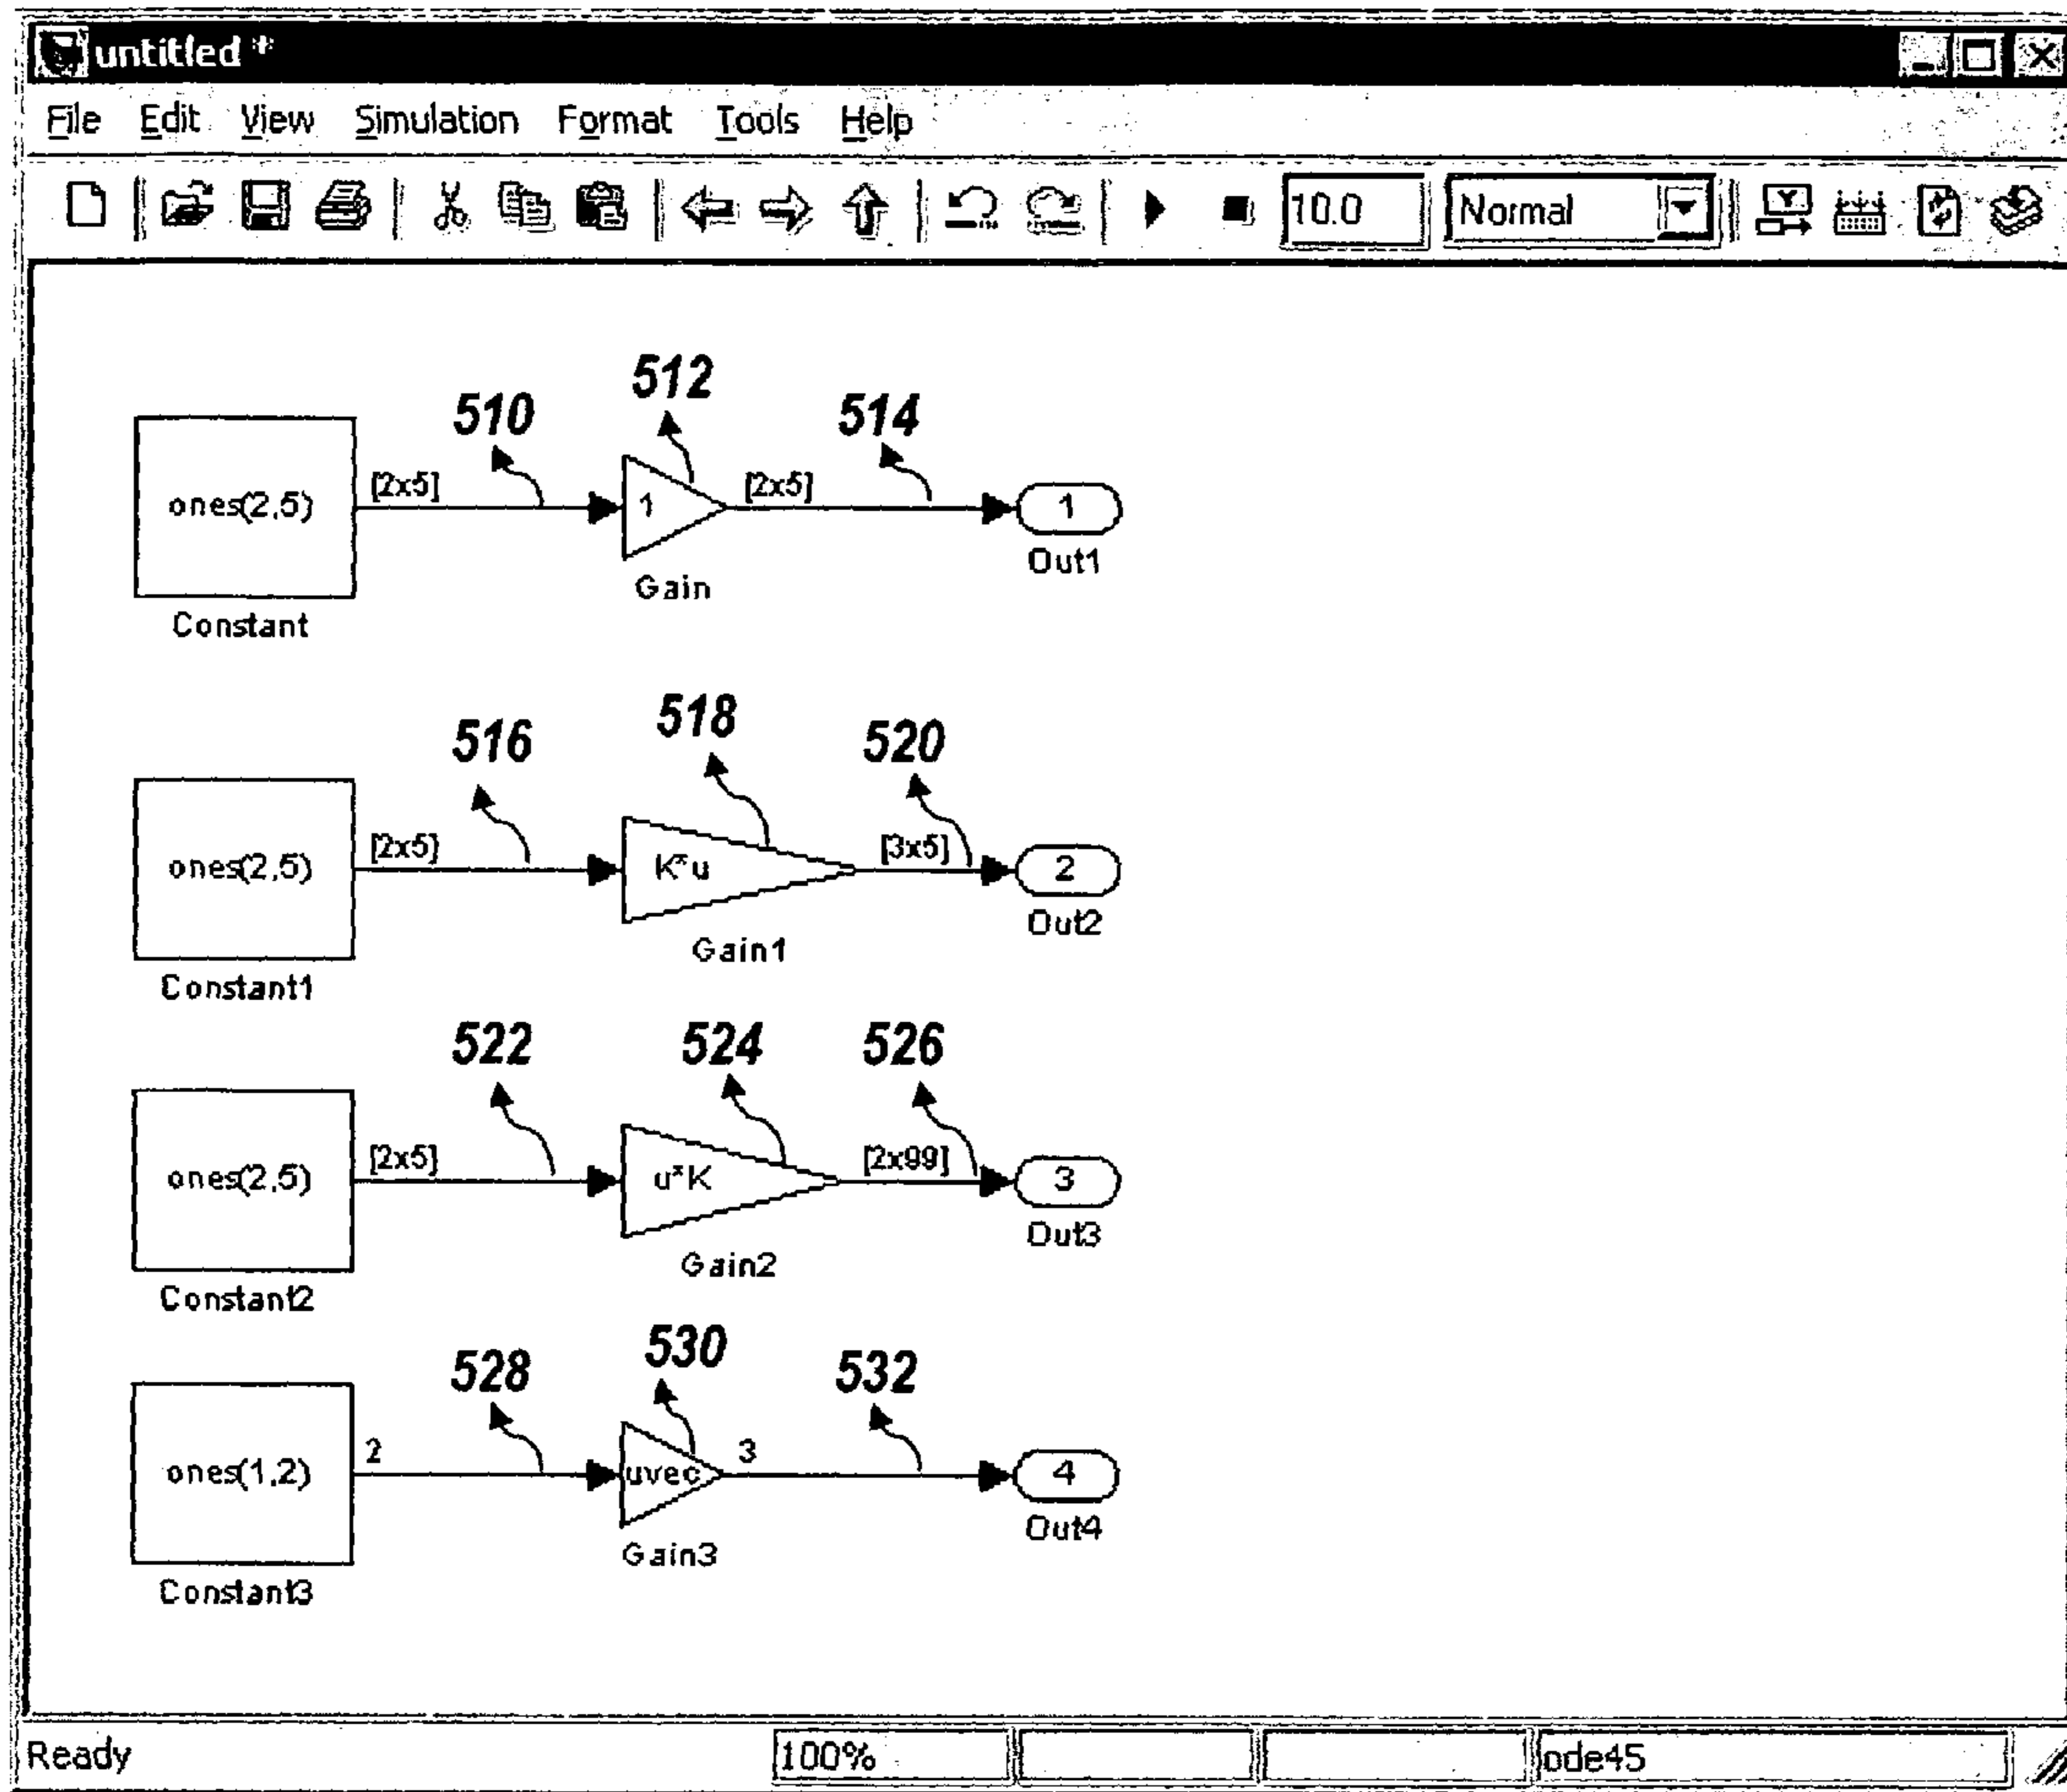 untitled *
File Edit View Simulation Format Tools Help
10.0 Normal
510 512 514
ones(2,5) [2x5] 1 [2x5] 1
Constant Gain Out1
516 518 520
ones(2,5) [2x5] K*u [3x5] 2
Constant1 Gain1 Out2
522 524 526
ones(2,5) [2x5] u*K [2x99] 3
Constant2 Gain2 Out3
528 530 532
ones(1,2) 2 uvec 3 4
Constant3 Gain3 Out4
Ready 100% ode45